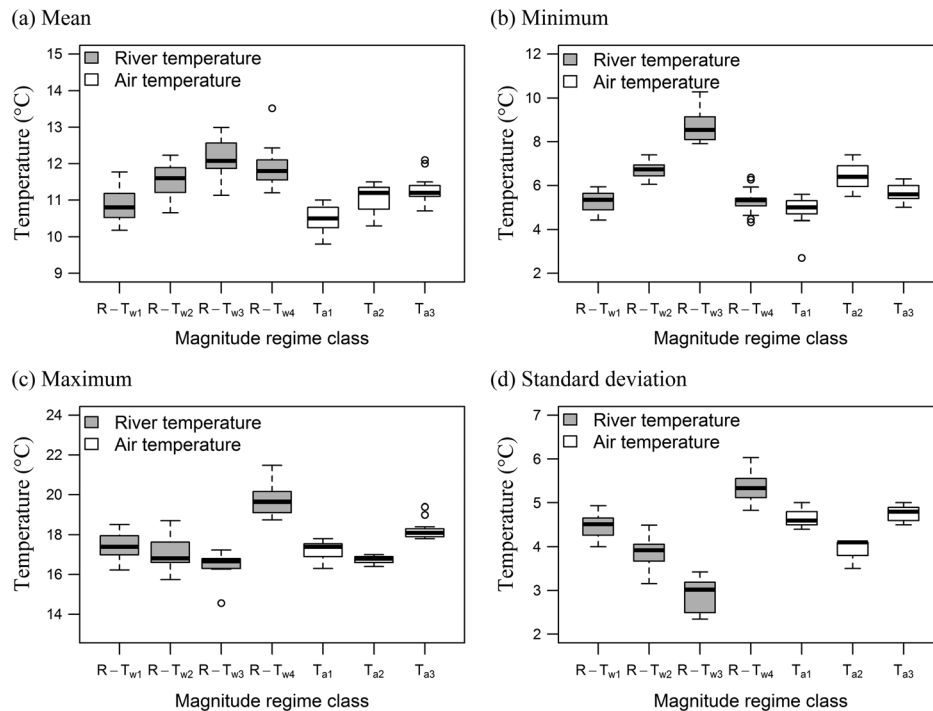 (a) Mean
Temperature (°C)
15
14
13
12
11
10
9
River temperature
Air temperature
R − Tw1 R − Tw2 R − Tw3 R − Tw4 Ta1 Ta2 Ta3
Magnitude regime class
(b) Minimum
Temperature (°C)
12
10
8
6
4
2
River temperature
Air temperature
R − Tw1 R − Tw2 R − Tw3 R − Tw4 Ta1 Ta2 Ta3
Magnitude regime class
(c) Maximum
Temperature (°C)
24
22
20
18
16
14
River temperature
Air temperature
R − Tw1 R − Tw2 R − Tw3 R − Tw4 Ta1 Ta2 Ta3
Magnitude regime class
(d) Standard deviation
Temperature (°C)
7
6
5
4
3
2
River temperature
Air temperature
R − Tw1 R − Tw2 R − Tw3 R − Tw4 Ta1 Ta2 Ta3
Magnitude regime class